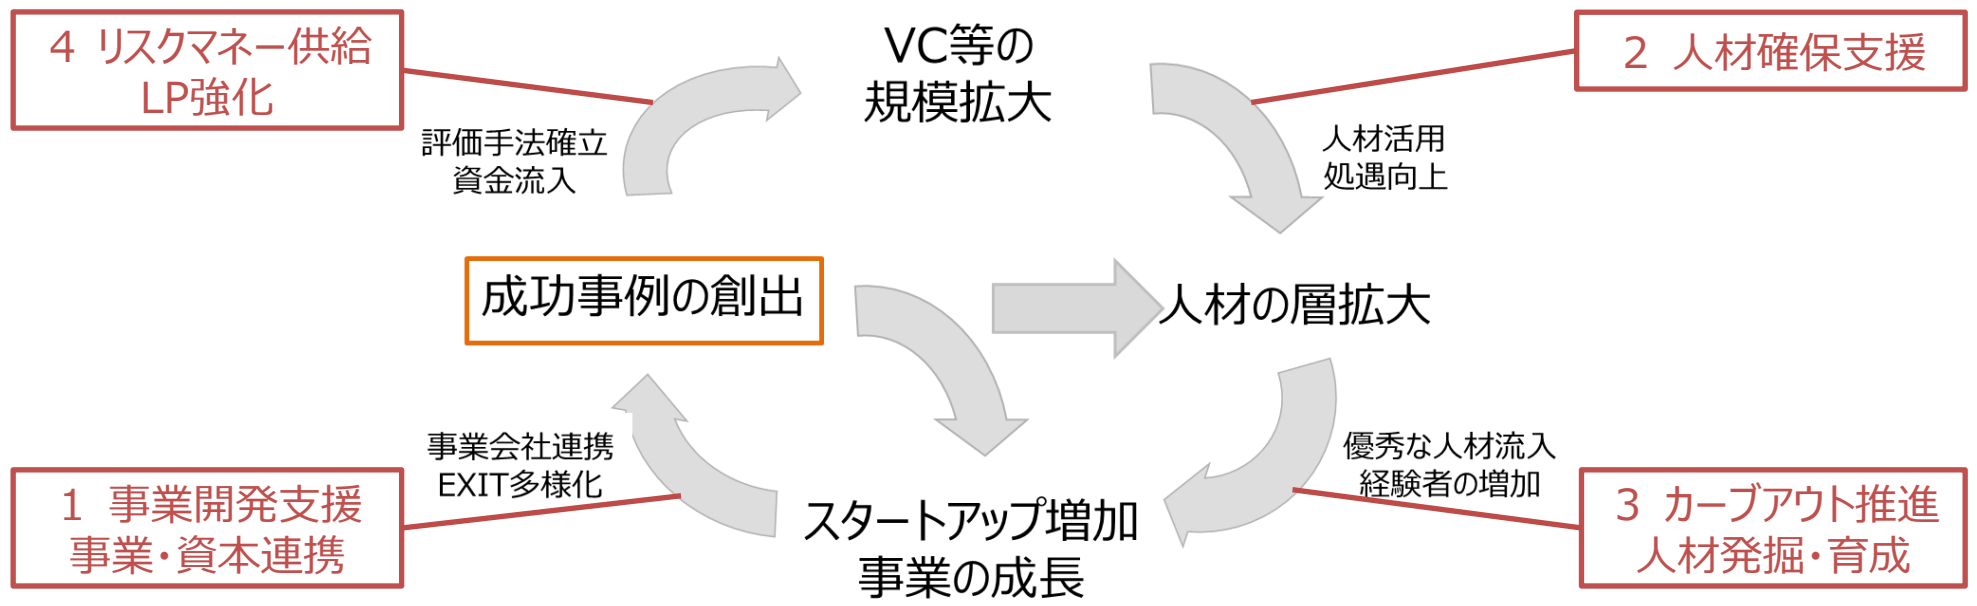 4 リスクマネー供給
LP強化
VC等の
規模拡大
2 人材確保支援
評価手法確立
資金流入
人材活用
処遇向上
成功事例の創出
人材の層拡大
事業会社連携
EXIT多様化
優秀な人材流入
経験者の増加
1 事業開発支援
事業・資本連携
スタートアップ増加
事業の成長
3 カーブアウト推進
人材発掘・育成